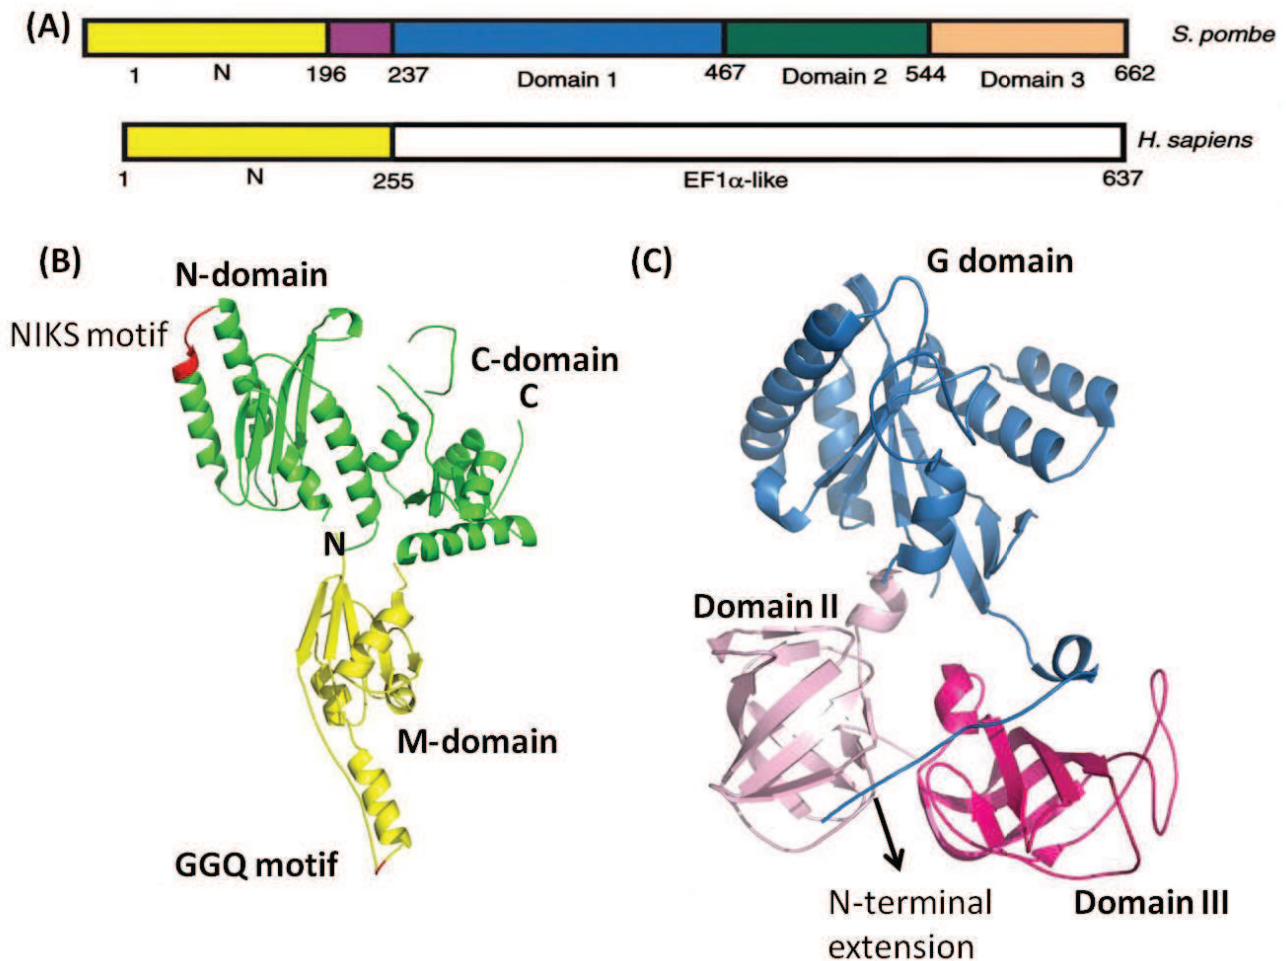 (A)
S. pombe
1 N 196 237 Domain 1 467 Domain 2 544 Domain 3 662
H. sapiens
1 N 255 EF1α-like 637
(B)
N-domain
NIKS motif
C-domain
C
N
M-domain
GGQ motif
(C)
G domain
Domain II
N-terminal
extension
Domain III